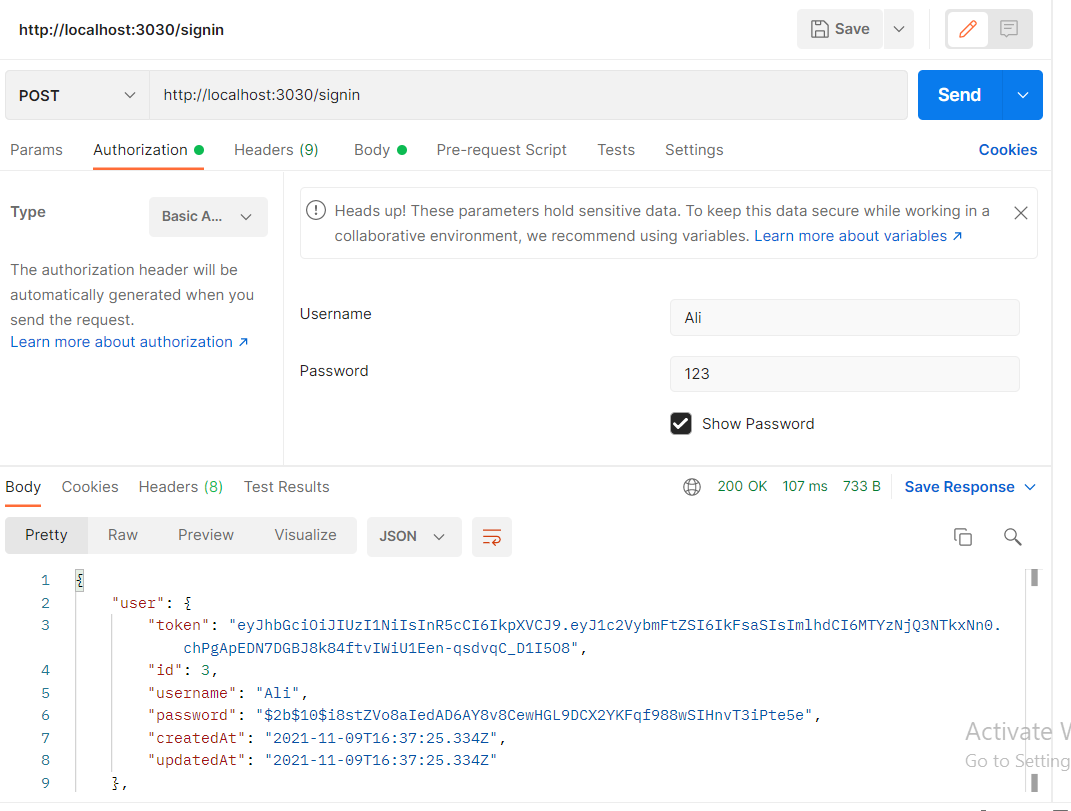 http://localhost:3030/signin
Save
POST
http://localhost:3030/signin
Send
Params Authorization Headers (9) Body Pre-request Script Tests Settings Cookies
Type
Basic A...
The authorization header will be
automatically generated when you
send the request.
Learn more about authorization ↗
Heads up! These parameters hold sensitive data. To keep this data secure while working in a
collaborative environment, we recommend using variables. Learn more about variables ↗
Username
Ali
Password
123
Show Password
Body Cookies Headers (8) Test Results 200 OK 107 ms 733 B Save Response
Pretty Raw Preview Visualize JSON
1 {
2 "user": {
3 "token": "eyJhbGciOiJIUzI1NiIsInR5cCI6IkpXVCJ9.eyJ1c2VybmFtZSI6IkFsaSIsImlhdCI6MTYzNjQ3NTkxNn0.
chPgApEDN7DGBJ8k84ftvIWiU1Een-qsdvqC_D1I5O8",
4 "id": 3,
5 "username": "Ali",
6 "password": "$2b$10$i8stZVo8aIedAD6AY8v8CewHGL9DCX2YKFqf988wSIHnvT3iPte5e",
7 "createdAt": "2021-11-09T16:37:25.334Z",
8 "updatedAt": "2021-11-09T16:37:25.334Z"
9 },
Activate W
Go to Setting